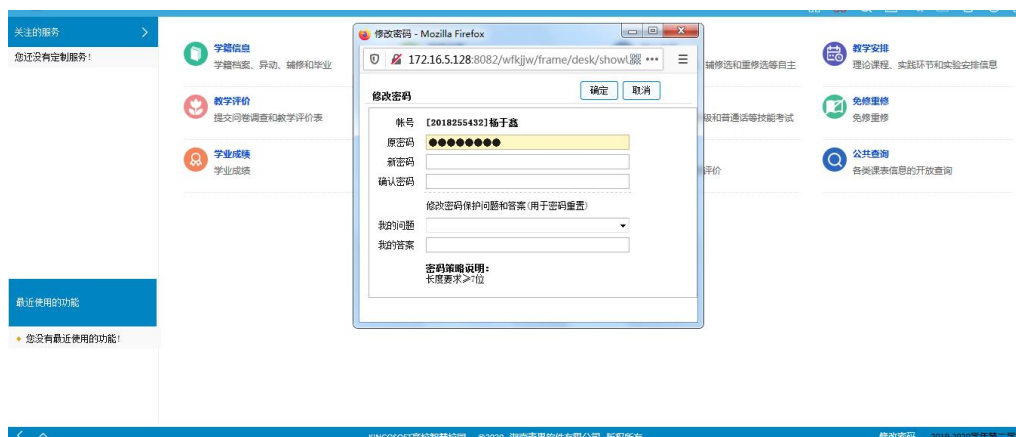 关注的服务
您还没有定制服务!
最近使用的功能
您没有最近使用的功能!
学籍信息
学籍档案、异动、辅修和毕业
教学评价
提交问卷调查和教学评价表
学业成绩
学业成绩
修改密码 - Mozilla Firefox
172.16.5.128:8082/wfkjjw/frame/desk/showl
修改密码
确定 取消
帐号 [2018255432]杨于鑫
原密码 ●●●●●●●●
新密码
确认密码
修改密码保护问题和答案(用于密码重置)
我的问题
我的答案
密码策略说明:
长度要求≥7位
辅修选和重修选等自主
级和普通话等技能考试
评价
教学安排
理论课程、实践环节和实验安排信息
免修重修
免修重修
公共查询
各类课表信息的开放查询